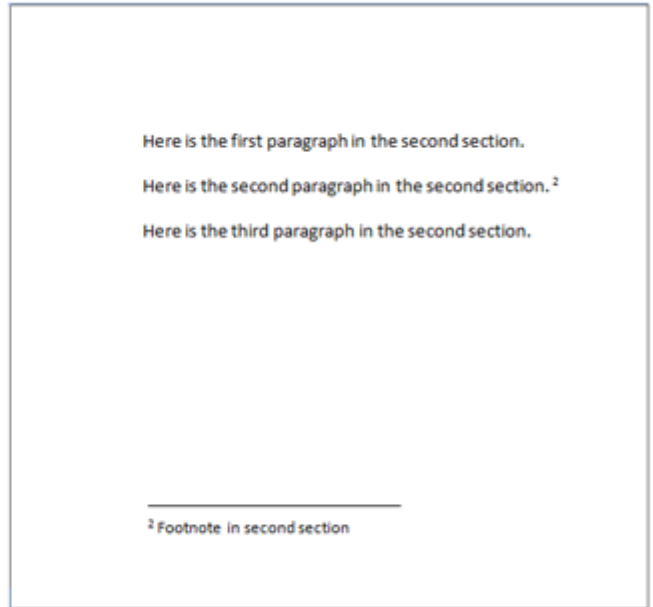 Here is the first paragraph in the second section.
Here is the second paragraph in the second section. ²
Here is the third paragraph in the second section.
² Footnote in second section